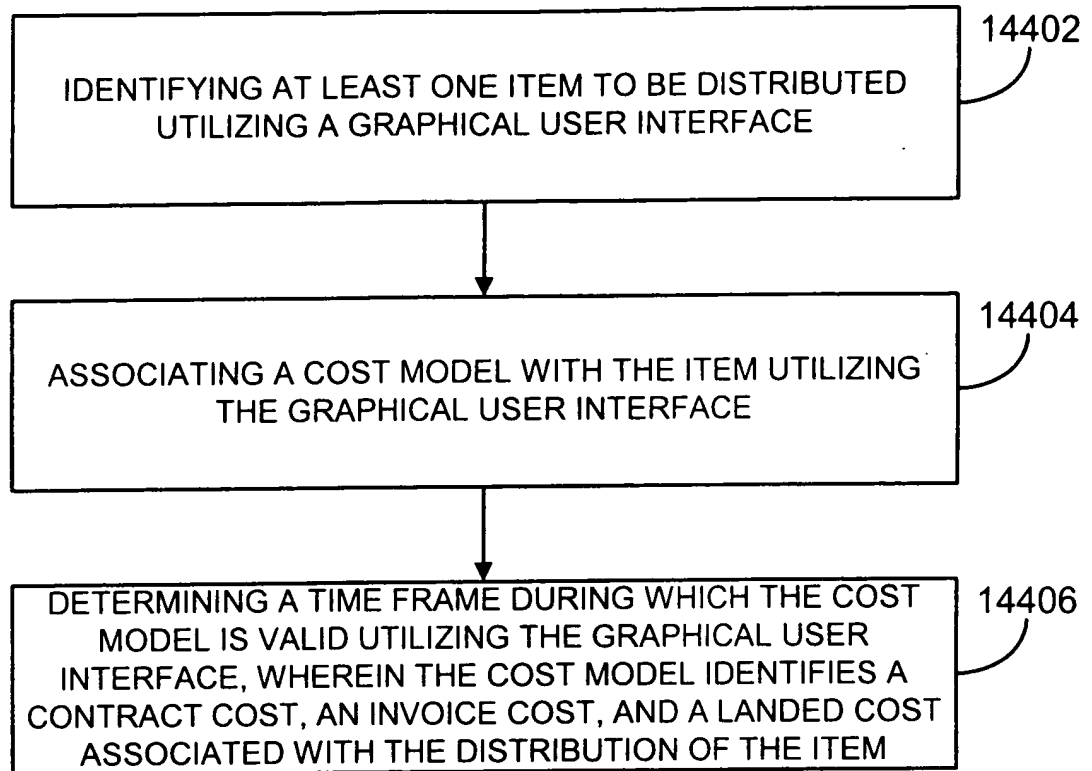 14402
IDENTIFYING AT LEAST ONE ITEM TO BE DISTRIBUTED
UTILIZING A GRAPHICAL USER INTERFACE
14404
ASSOCIATING A COST MODEL WITH THE ITEM UTILIZING
THE GRAPHICAL USER INTERFACE
14406
DETERMINING A TIME FRAME DURING WHICH THE COST
MODEL IS VALID UTILIZING THE GRAPHICAL USER
INTERFACE, WHEREIN THE COST MODEL IDENTIFIES A
CONTRACT COST, AN INVOICE COST, AND A LANDED COST
ASSOCIATED WITH THE DISTRIBUTION OF THE ITEM